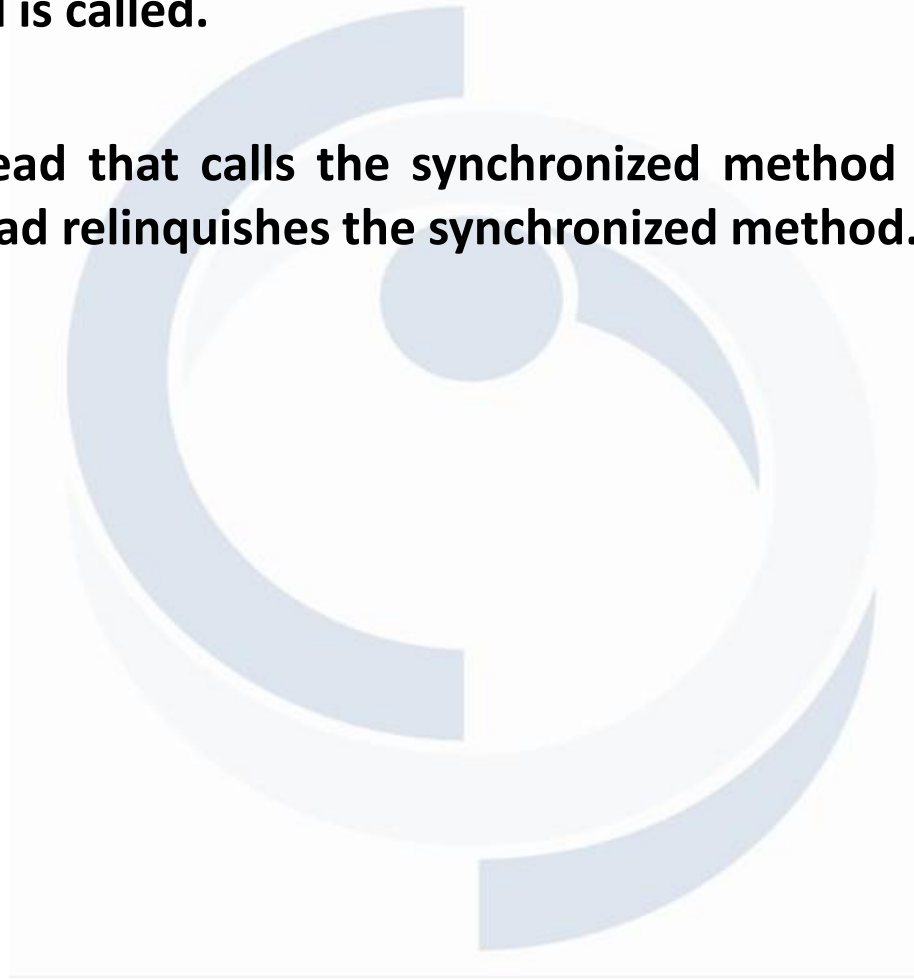 is called.
ead that calls the synchronized method
ad relinquishes the synchronized method.